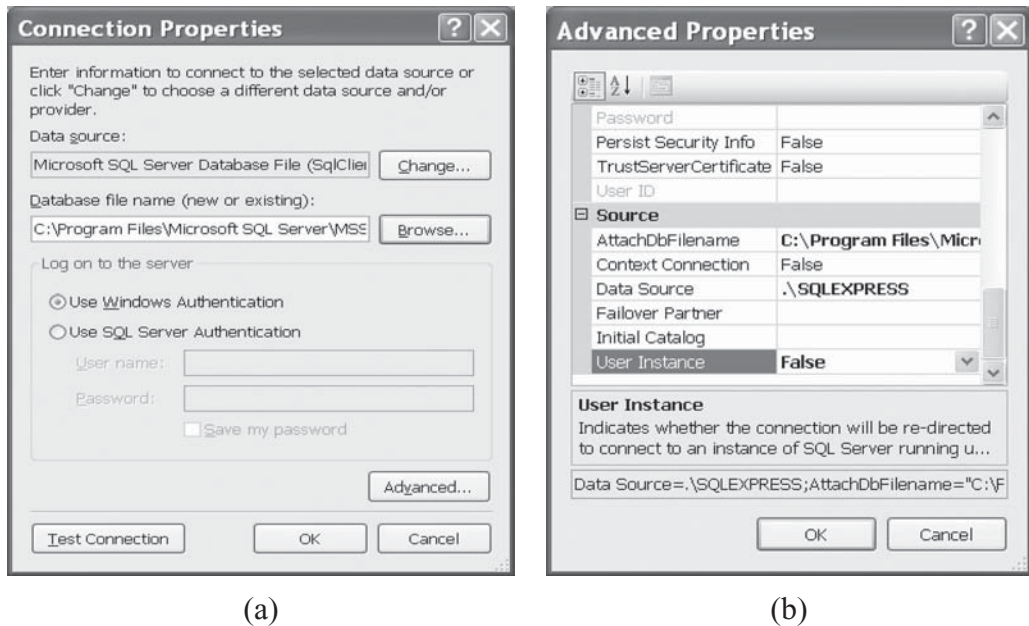 Connection Properties
Enter information to connect to the selected data source or
click "Change" to choose a different data source and/or
provider.
Data source:
Microsoft SQL Server Database File (SqlClien
Change...
Database file name (new or existing):
C:\Program Files\Microsoft SQL Server\MSS
Browse...
Log on to the server
Use Windows Authentication
Use SQL Server Authentication
User name:
Password:
Save my password
Advanced...
Test Connection
OK
Cancel
(a)
Advanced Properties
Password
Persist Security Info False
TrustServerCertificate False
User ID
Source
AttachDbFilename C:\Program Files\Micro
Context Connection False
Data Source .\SQLEXPRESS
Failover Partner
Initial Catalog
User Instance False
User Instance
Indicates whether the connection will be re-directed
to connect to an instance of SQL Server running u...
Data Source=.\SQLEXPRESS;AttachDbFilename="C:\P
OK
Cancel
(b)